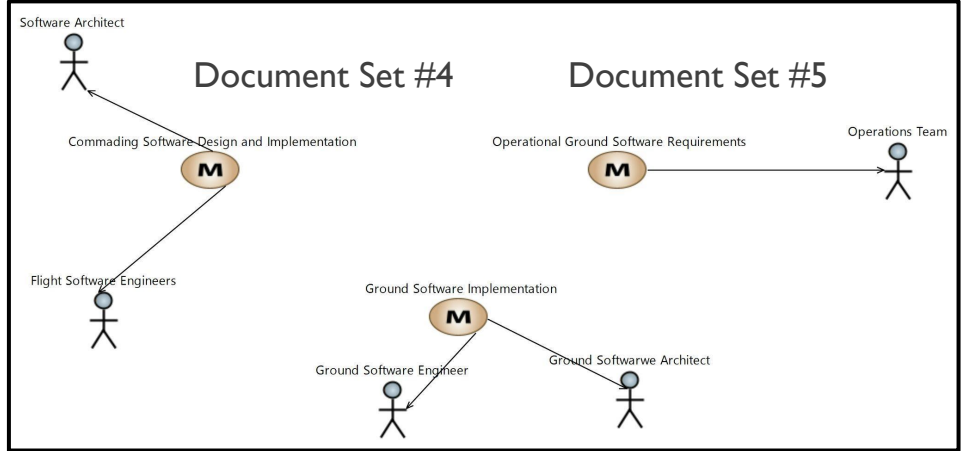 Software Architect
Document Set #4
Document Set #5
Commading Software Design and Implementation
M
Operational Ground Software Requirements
M
Operations Team
Flight Software Engineers
Ground Software Implementation
M
Ground Software Engineer
Ground Softwarwe Architect